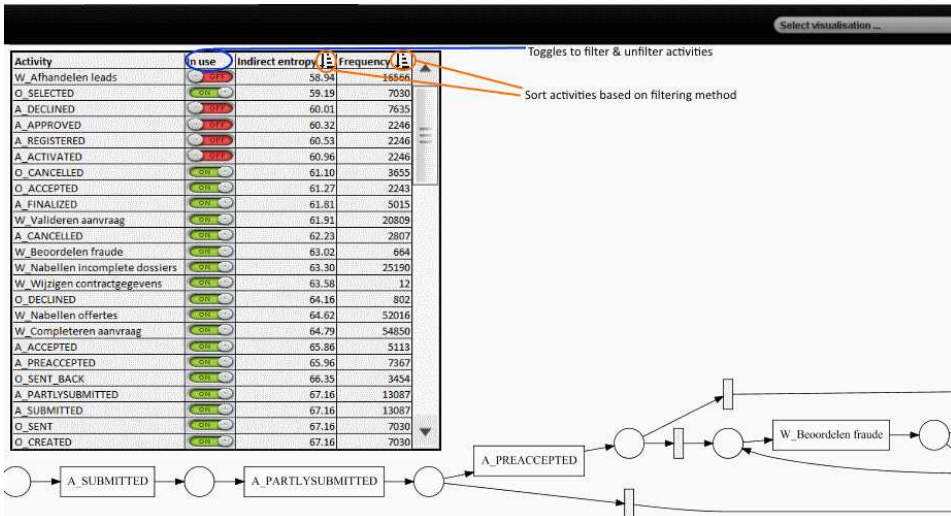 Select visualisation ...
Toggles to filter & unfilter activities
Activity In use Indirect entropy Frequency
W_Afhandelen leads OFF 58.94 16566
Sort activities based on filtering method
O_SELECTED ON 59.19 7030
A_DECLINED OFF 60.01 7635
A_APPROVED OFF 60.32 2246
A_REGISTERED OFF 60.53 2246
A_ACTIVATED OFF 60.96 2246
O_CANCELLED ON 61.10 3655
O_ACCEPTED ON 61.27 2243
A_FINALIZED ON 61.81 5015
W_Valideren aanvraag ON 61.91 20809
A_CANCELLED ON 62.23 2807
W_Beoordelen fraude ON 63.02 664
W_Nabellen incomplete dossiers ON 63.30 25190
W_Wijzigen contractgegevens ON 63.58 12
O_DECLINED ON 64.16 802
W_Nabellen offertes ON 64.62 52016
W_Completeren aanvraag ON 64.79 54850
A_ACCEPTED ON 65.86 5113
A_PREACCEPTED ON 65.96 7367
O_SENT_BACK ON 66.35 3454
A_PARTLYSUBMITTED ON 67.16 13087
A_SUBMITTED ON 67.16 13087
O_SENT ON 67.16 7030
O_CREATED ON 67.16 7030
W_Beoordelen fraude
A_PREACCEPTED
A_SUBMITTED
A_PARTLYSUBMITTED